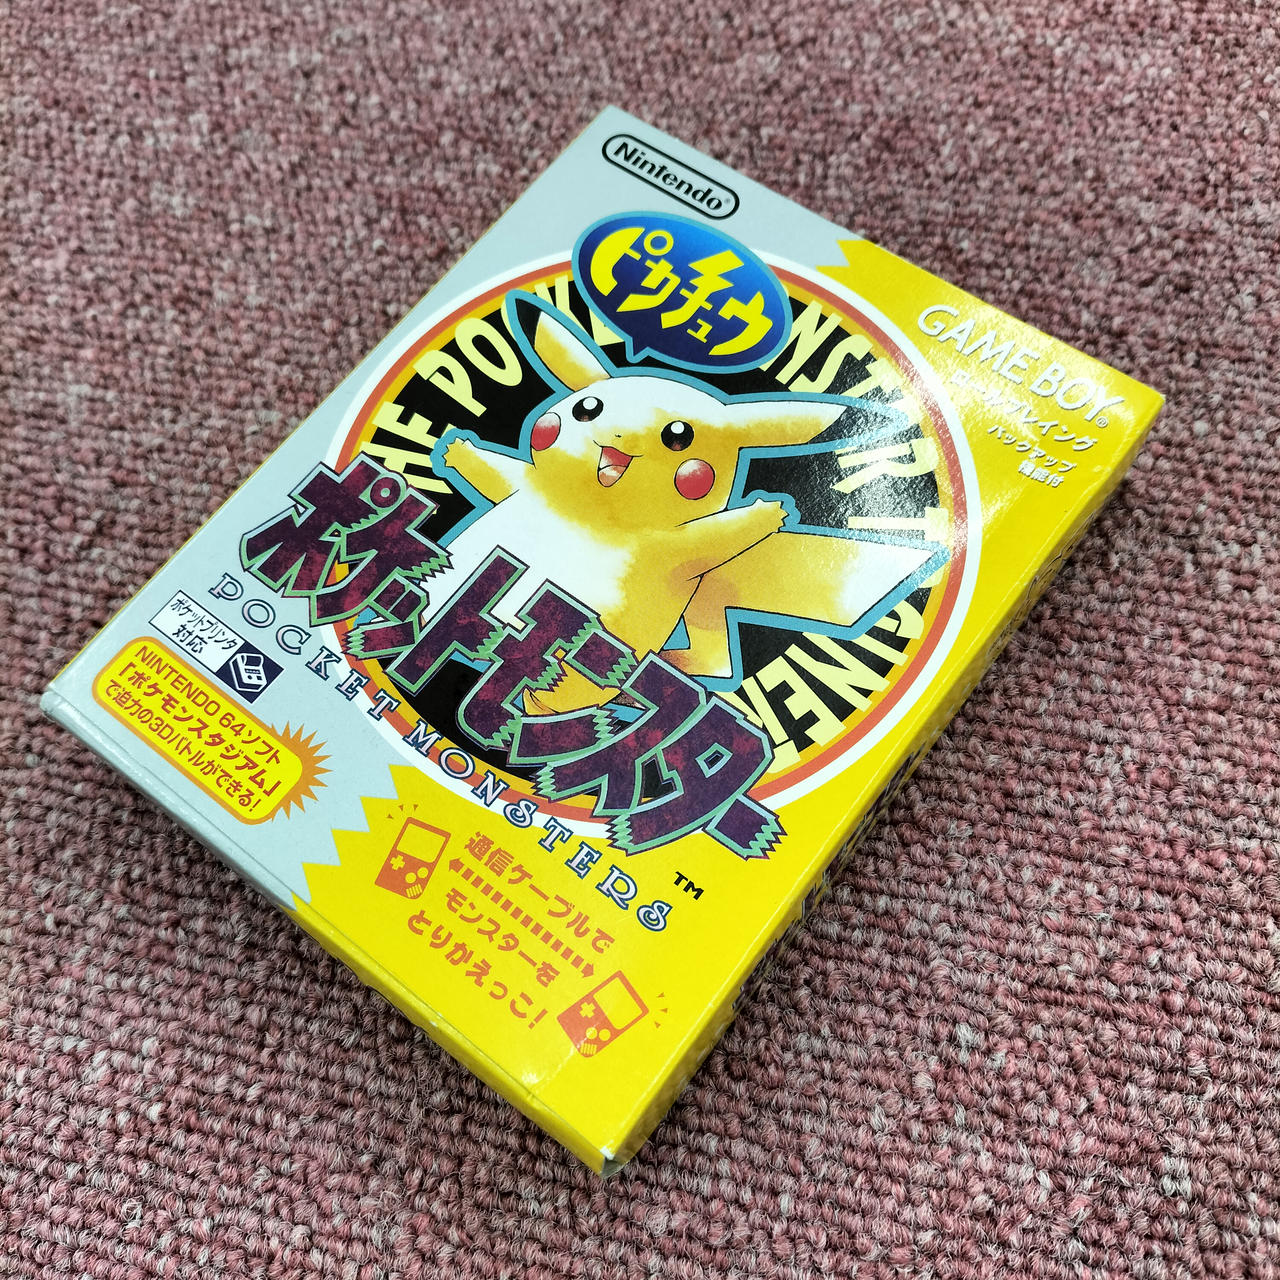 Nintendo®
ピカチュウ
GAME BOY®
ロールプレイング
バックアップ
機能付
THE POCKET MONSTER TRAINER
ポケットモンスター
POCKET MONSTERS
TM
ポケットプリンタ
対応
NINTENDO 64ソフト
「ポケモンスタジアム」
で迫力の3Dバトルができる!
通信ケーブルで
モンスターを
とりかえっこ!